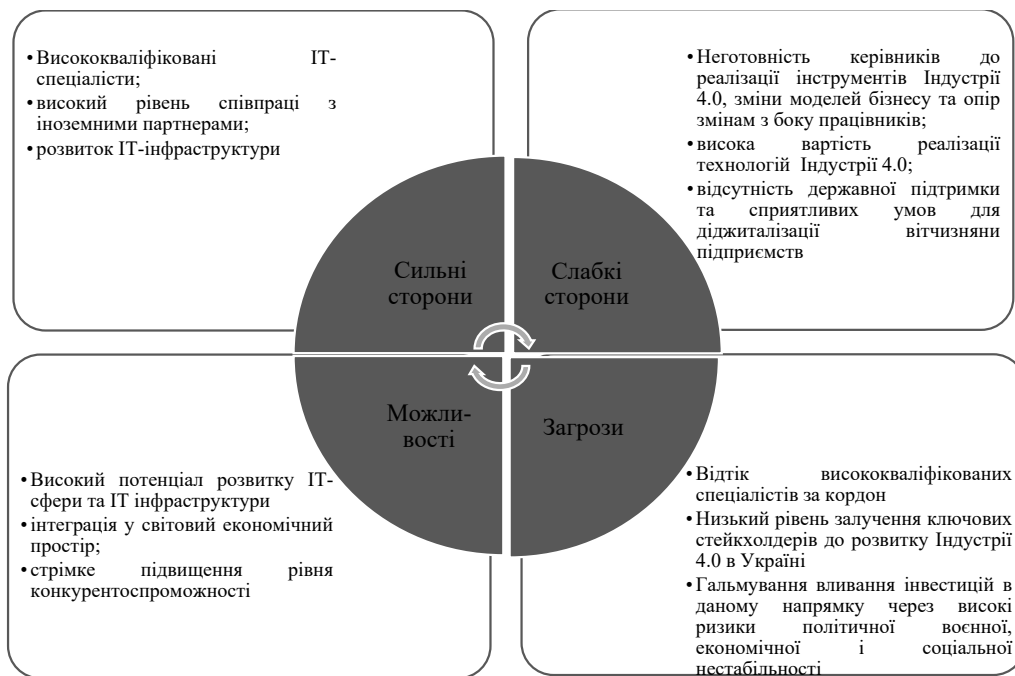 •Висококваліфіковані ІТ-
спеціалісти;
•високий рівень співпраці з
іноземними партнерами;
•розвиток ІТ-інфраструктури
•Неготовність керівників до
реалізації інструментів Індустрії
4.0, зміни моделей бізнесу та опір
змінам з боку працівників;
•висока вартість реалізації
технологій Індустрії 4.0;
•відсутність державної підтримки
та сприятливих умов для
діджиталізації вітчизняни
підприємств
Сильні
сторони
Слабкі
сторони
Можли-
вості
Загрози
•Високий потенціал розвитку ІТ-
сфери та ІТ інфраструктури
•інтеграція у світовий економічний
простір;
•стрімке підвищення рівня
конкурентоспроможності
•Відтік висококваліфікованих
спеціалістів за кордон
•Низький рівень залучення ключових
стейкхолдерів до розвитку Індустрії
4.0 в Україні
•Гальмування вливання інвестицій в
даному напрямку через високі
ризики політичної воєнної,
економічної і соціальної
нестабільності